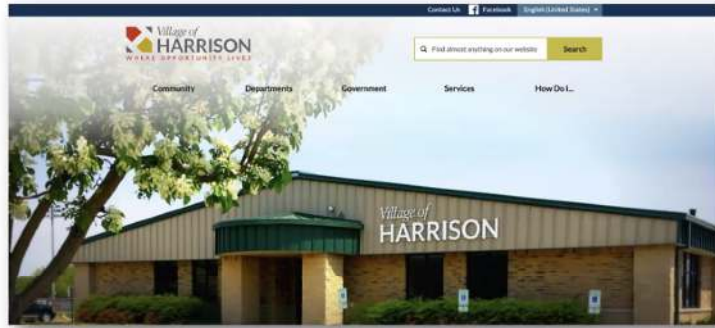 Contact Us Facebook English (United States)
Village of
HARRISON
WHERE OPPORTUNITY LIVES
Find almost anything on our website Search
Community Departments Government Services How Do I...
Village of
HARRISON